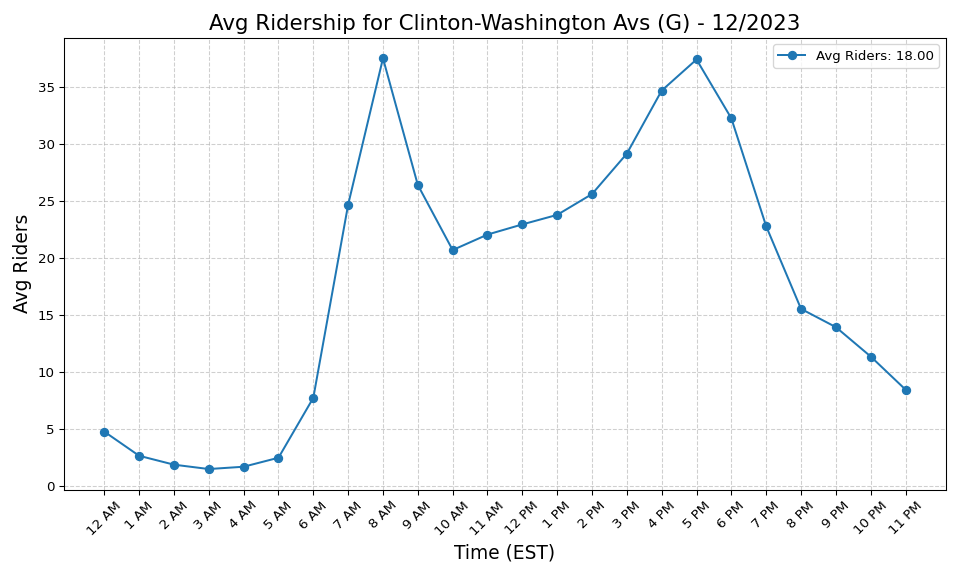 Avg Ridership for Clinton-Washington Avs (G) - 12/2023
Avg Riders: 18.00
Avg Riders
35
30
25
20
15
10
5
0
12 AM
1 AM
2 AM
3 AM
4 AM
5 AM
6 AM
7 AM
8 AM
9 AM
10 AM
11 AM
12 PM
1 PM
2 PM
3 PM
4 PM
5 PM
6 PM
7 PM
8 PM
9 PM
10 PM
11 PM
Time (EST)